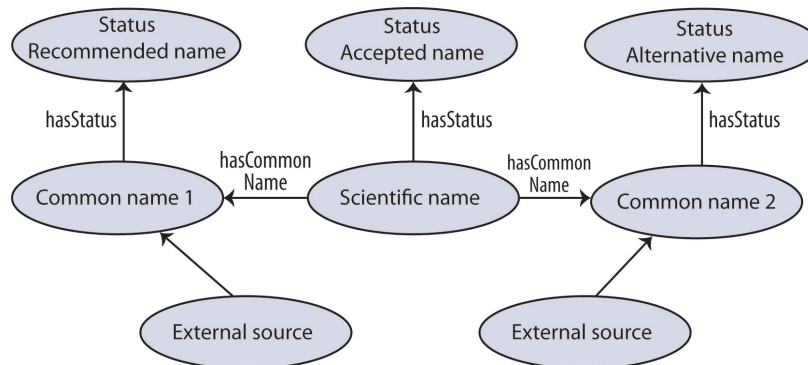 Status
Recommended name
Status
Accepted name
Status
Alternative name
hasStatus
hasStatus
hasStatus
hasCommon
Name
hasCommon
Name
Common name 1
Scientific name
Common name 2
External source
External source